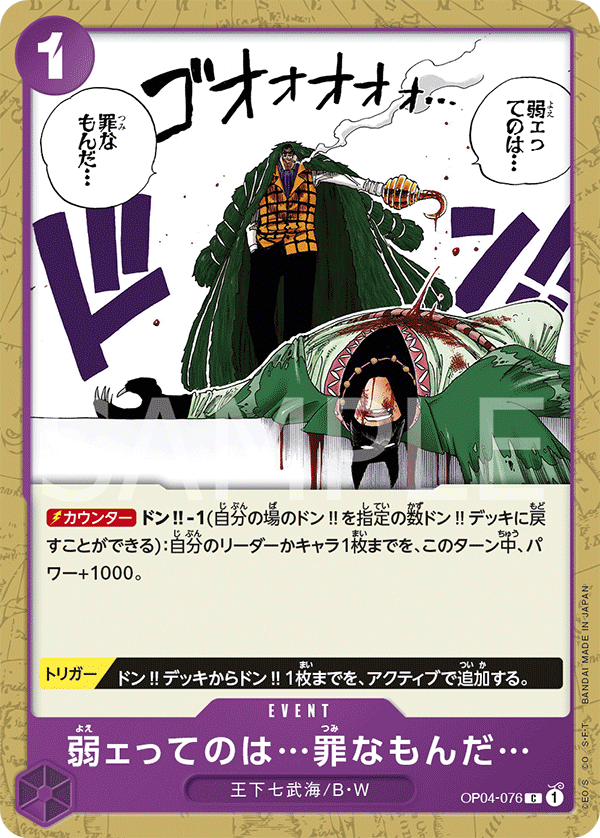 DLICHES EISMEER
1
ゴオォオォォ…
弱ェってのは…
罪なもんだ…
ドン!!
SAMPLE
カウンター ドン!!-1(自分の場のドン!!を指定の数ドン!!デッキに戻
すことができる):自分のリーダーかキャラ1枚までを、このターン中、パ
ワー+1000。
トリガー ドン!!デッキからドン!!1枚までを、アクティブで追加する。
EVENT
弱ェってのは…罪なもんだ…
王下七武海/B・W
OP04-076 C 1
©E.O./S. ©O./S.・F.T. BANDAI MADE IN JAPAN